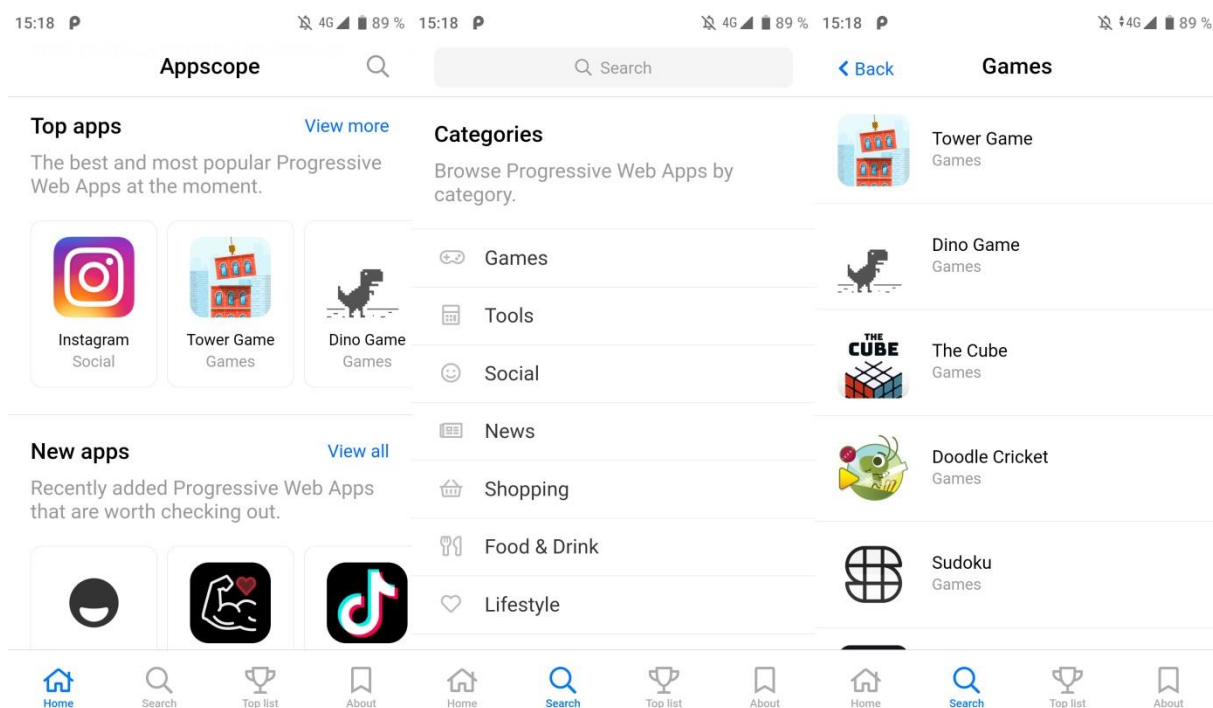 15:18
4G 89 %
Appscope
Top apps
View more
The best and most popular Progressive
Web Apps at the moment.
Instagram
Social
Tower Game
Games
Dino Game
Games
New apps
View all
Recently added Progressive Web Apps
that are worth checking out.
Home
Search
Top list
About
15:18
4G 89 %
Search
Categories
Browse Progressive Web Apps by
category.
Games
Tools
Social
News
Shopping
Food & Drink
Lifestyle
Home
Search
Top list
About
15:18
4G 89 %
Back
Games
Tower Game
Games
Dino Game
Games
THE
CUBE
The Cube
Games
Doodle Cricket
Games
Sudoku
Games
Home
Search
Top list
About